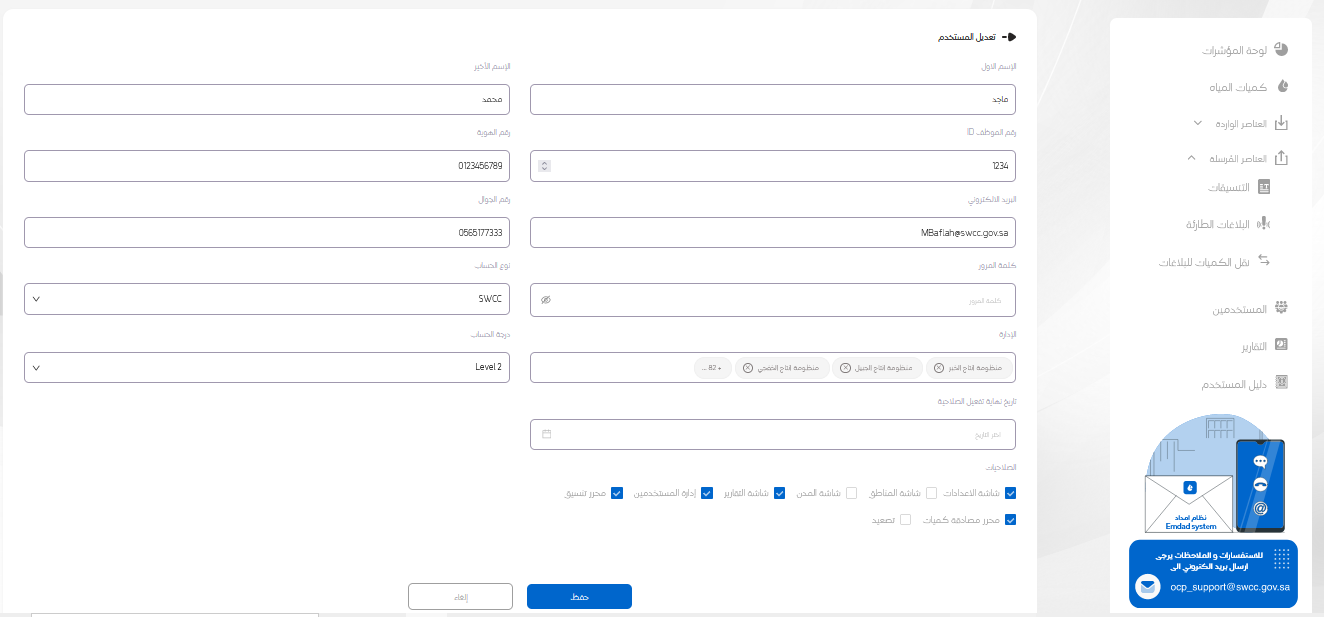 تعديل المستخدم
الإسم الاول
الإسم الأخير
ماجد
محمد
رقم الموظف ID
رقم الهوية
1234
0123456789
البريد الالكتروني
رقم الجوال
MBaflah@swcc.gov.sa
0565177333
كلمة المرور
نوع الحساب
كلمة المرور
SWCC
الإدارة
درجة الحساب
منظومة انتاج الخبر
منظومة انتاج الجبيل
منظومة انتاج الخفجي
+ 82 ...
Level 2
تاريخ نهاية تفعيل الصلاحية
اختر التاريخ
الصلاحيات
شاشة الاعدادات
شاشة المناطق
شاشة المدن
شاشة التقارير
إدارة المستخدمين
محرر تنسيق
محرر مصادقة كميات
تصعيد
حفظ
إلغاء
لوحة المؤشرات
كميات المياه
العناصر الواردة
العناصر المُرسلة
التنسيقات
البلاغات الطارئة
نقل الكميات للبلاغات
المستخدمين
التقارير
دليل المستخدم
نظام امداد
Emdad system
للاستفسارات و الملاحظات يرجى
ارسال بريد الكتروني الى
ocp_support@swcc.gov.sa